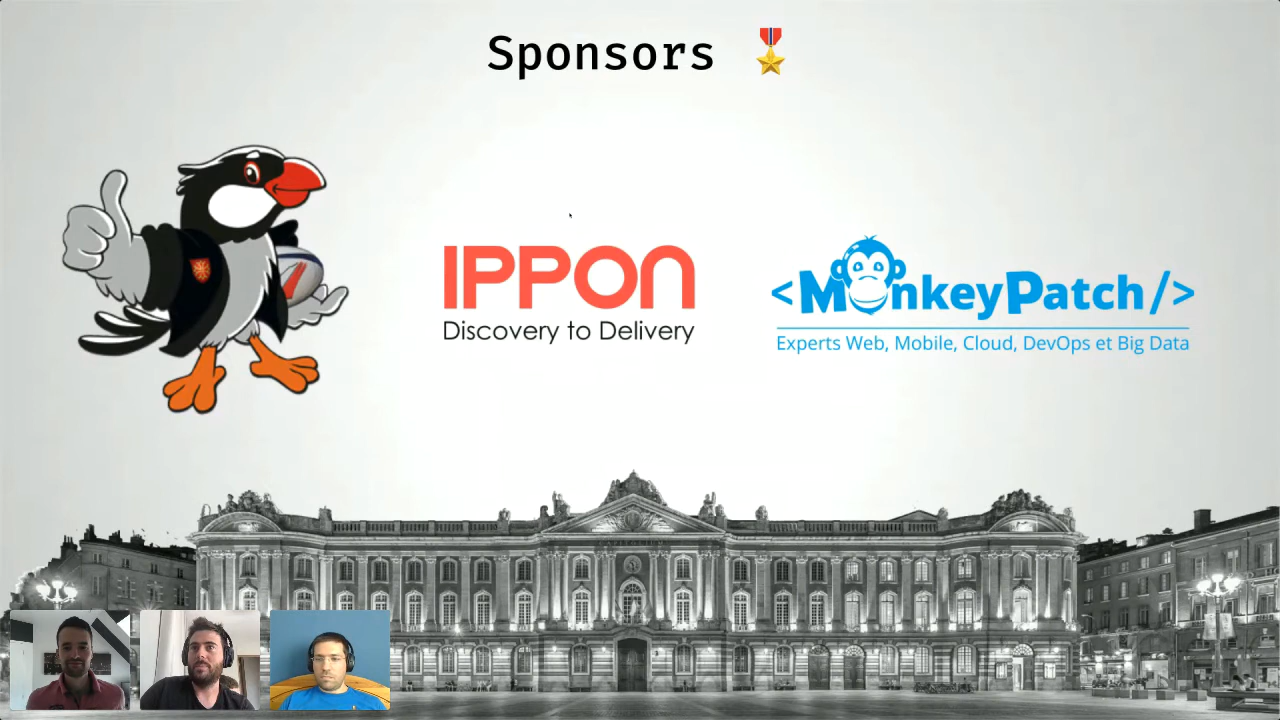 Sponsors
IPPON
Discovery to Delivery
<MonkeyPatch/>
Experts Web, Mobile, Cloud, DevOps et Big Data